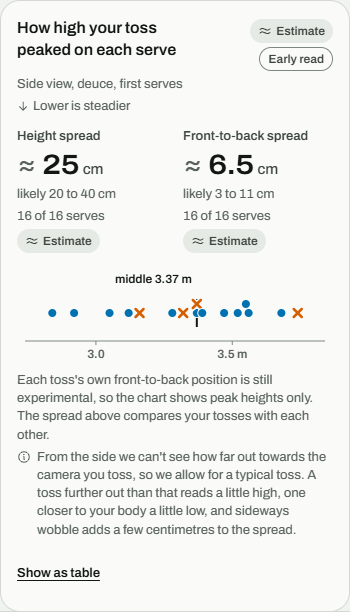 How high your toss
peaked on each serve
≈ Estimate
Early read
Side view, deuce, first serves
↓ Lower is steadier
Height spread
≈ 25 cm
likely 20 to 40 cm
16 of 16 serves
≈ Estimate
Front-to-back spread
≈ 6.5 cm
likely 3 to 11 cm
16 of 16 serves
≈ Estimate
middle 3.37 m
3.0
3.5 m
Each toss's own front-to-back position is still
experimental, so the chart shows peak heights only.
The spread above compares your tosses with each
other.
From the side we can't see how far out towards the
camera you toss, so we allow for a typical toss. A
toss further out than that reads a little high, one
closer to your body a little low, and sideways
wobble adds a few centimetres to the spread.
Show as table